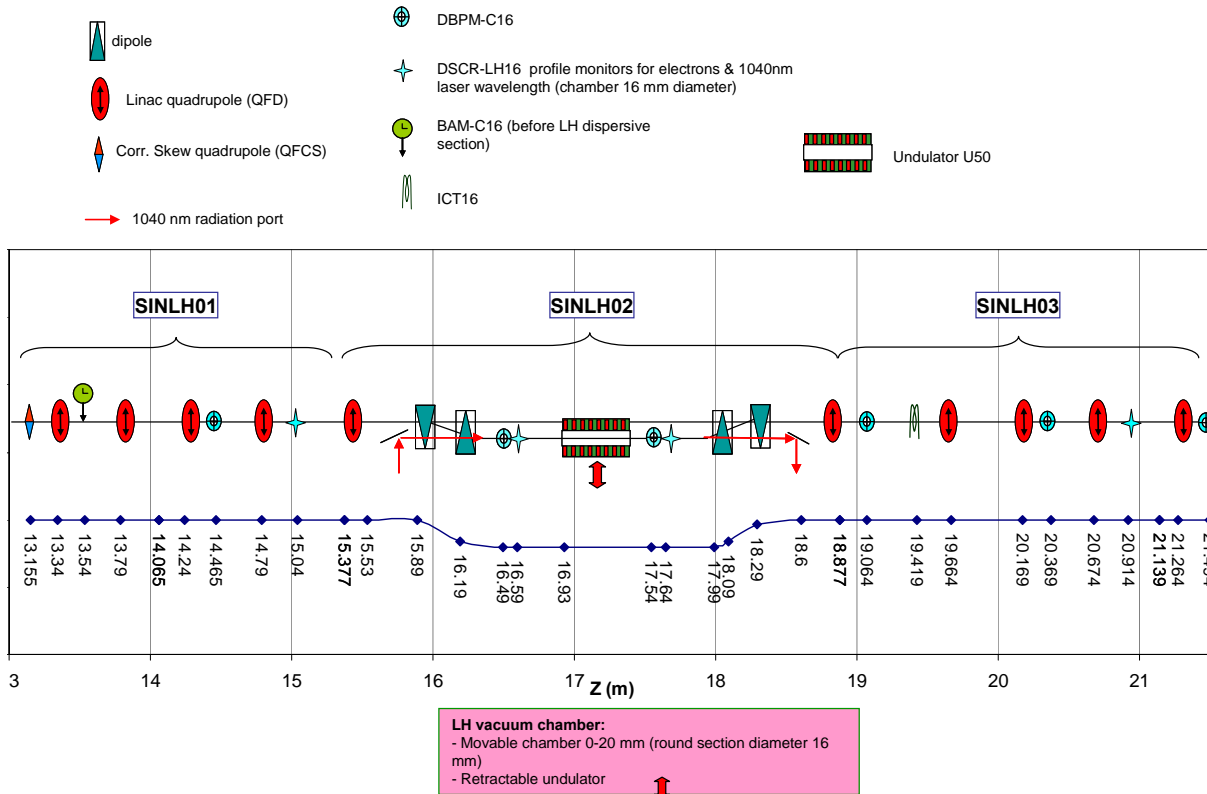 dipole
Linac quadrupole (QFD)
Corr. Skew quadrupole (QFCS)
1040 nm radiation port
DBPM-C16
DSCR-LH16 profile monitors for electrons & 1040nm
laser wavelength (chamber 16 mm diameter)
BAM-C16 (before LH dispersive
section)
ICT16
Undulator U50
SINLH01
SINLH02
SINLH03
13.155
13.34
13.54
13.79
14.065
14.24
14.465
14.79
15.04
15.377
15.53
15.89
16.19
16.49
16.59
16.93
17.54
17.64
17.99
18.09
18.29
18.6
18.877
19.064
19.419
19.664
20.169
20.369
20.674
20.914
21.139
21.264
3
14
15
16
17
18
19
20
21
Z (m)
LH vacuum chamber:
- Movable chamber 0-20 mm (round section diameter 16
mm)
- Retractable undulator